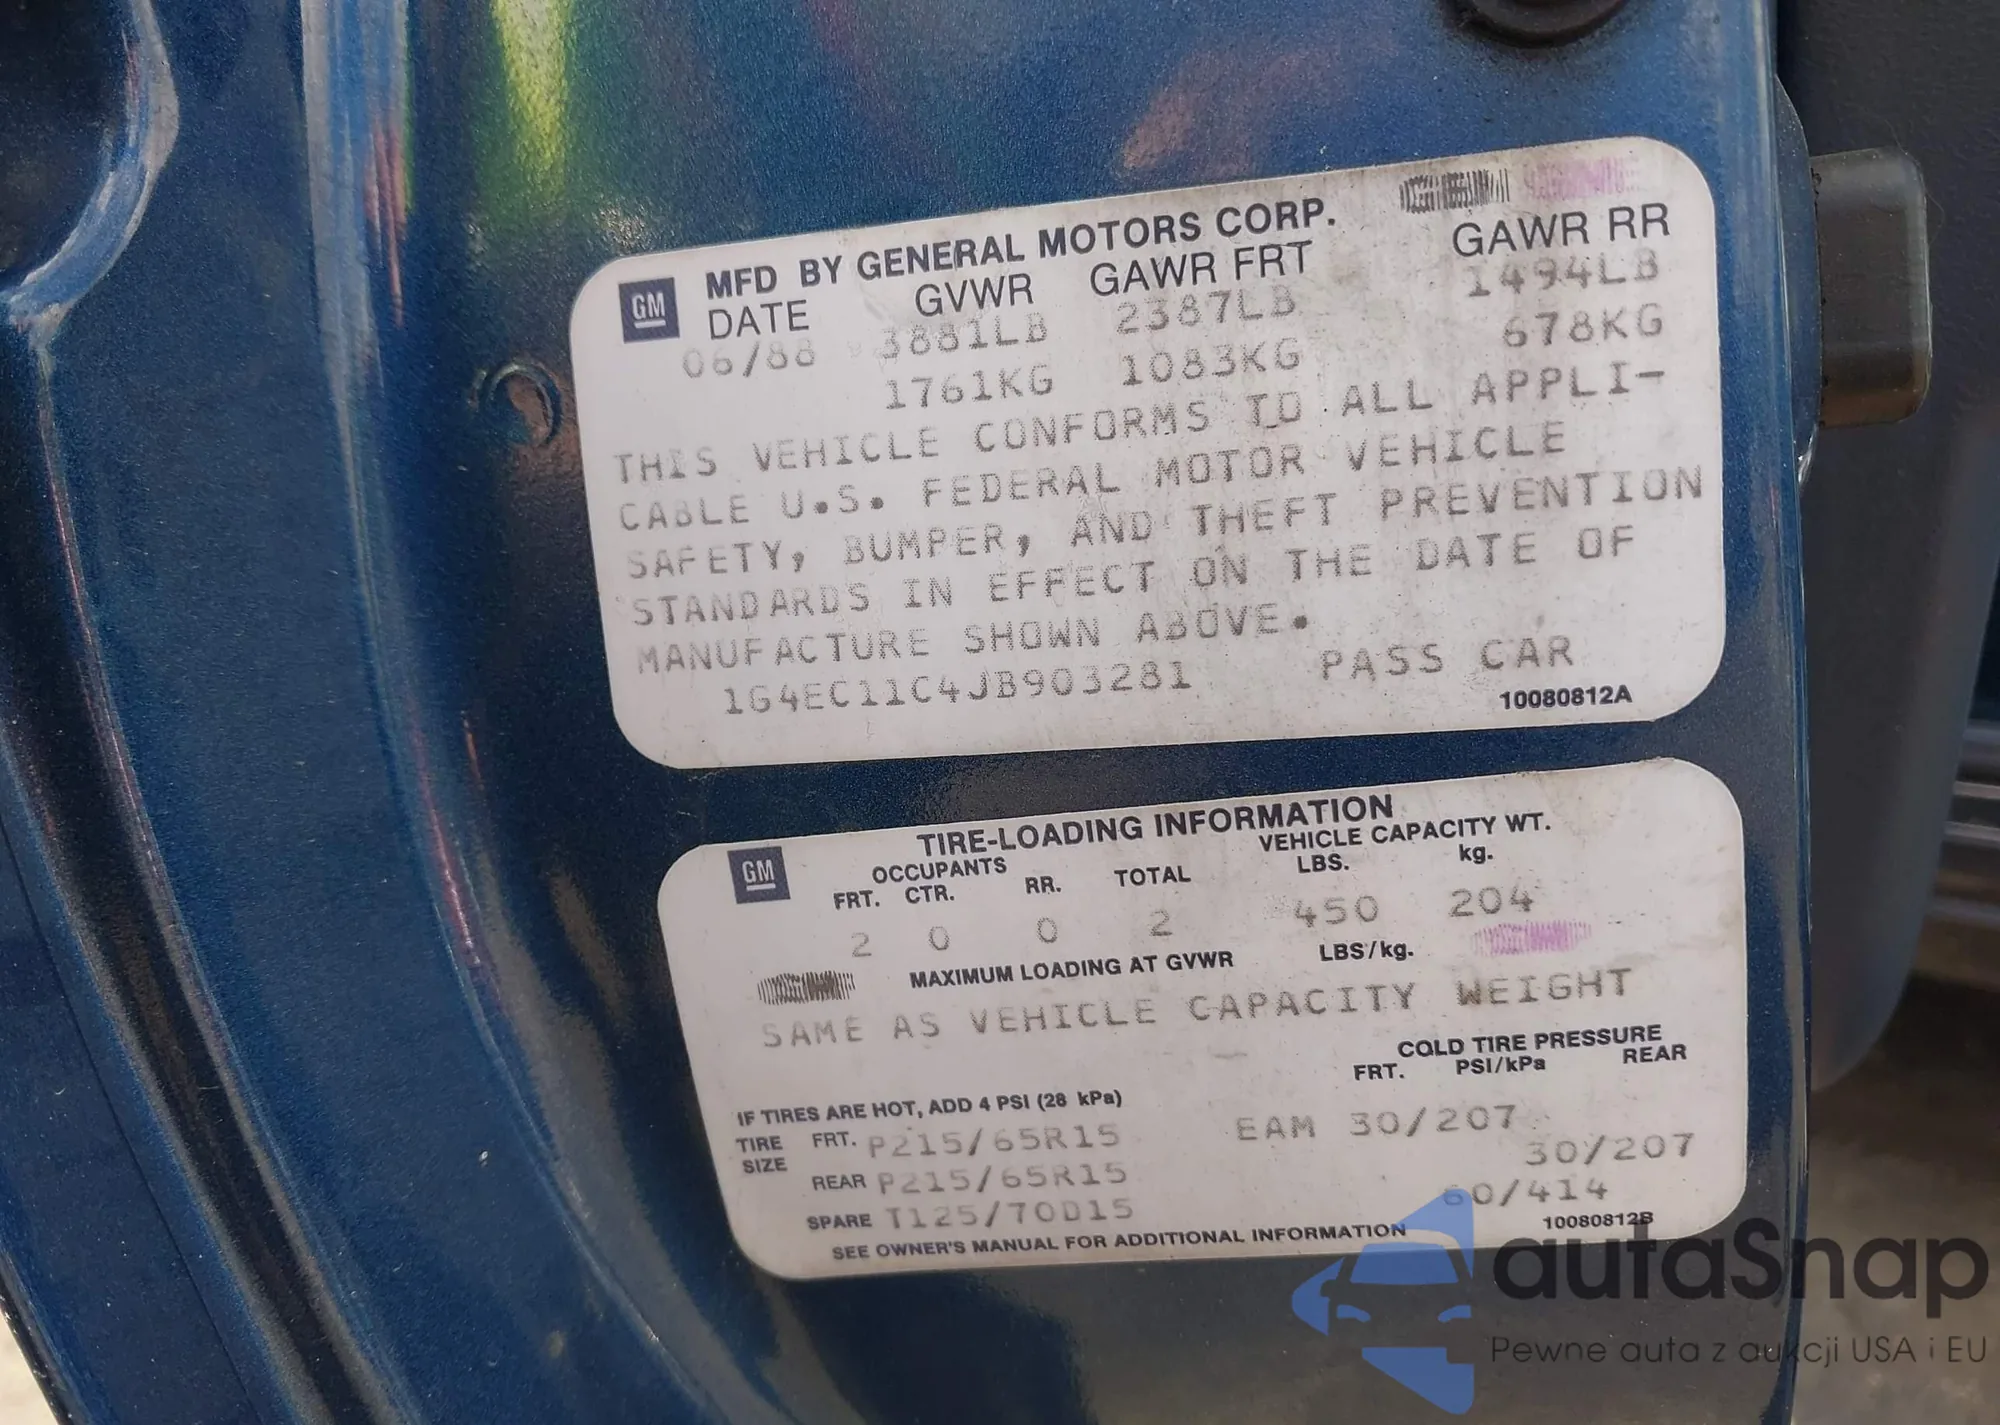 GM MFD BY GENERAL MOTORS CORP.
DATE GVWR GAWR FRT GAWR RR
06/88 3881LB 2387LB 1494LB
1761KG 1083KG 678KG
THIS VEHICLE CONFORMS TO ALL APPLI-
CABLE U.S. FEDERAL MOTOR VEHICLE
SAFETY, BUMPER, AND THEFT PREVENTION
STANDARDS IN EFFECT ON THE DATE OF
MANUFACTURE SHOWN ABOVE.
1G4EC11C4JB903281 PASS CAR
10080812A
GM TIRE-LOADING INFORMATION
OCCUPANTS VEHICLE CAPACITY WT.
FRT. CTR. RR. TOTAL LBS. kg.
2 0 0 2 450 204
MAXIMUM LOADING AT GVWR LBS/kg.
SAME AS VEHICLE CAPACITY WEIGHT
COLD TIRE PRESSURE
FRT. PSI/kPa REAR
IF TIRES ARE HOT, ADD 4 PSI (28 kPa)
TIRE SIZE FRT. P215/65R15 EAM 30/207
REAR P215/65R15 30/207
SPARE T125/70D15 60/414
SEE OWNER'S MANUAL FOR ADDITIONAL INFORMATION 10080812B
autaSnap
Pewne auta z aukcji USA i EU